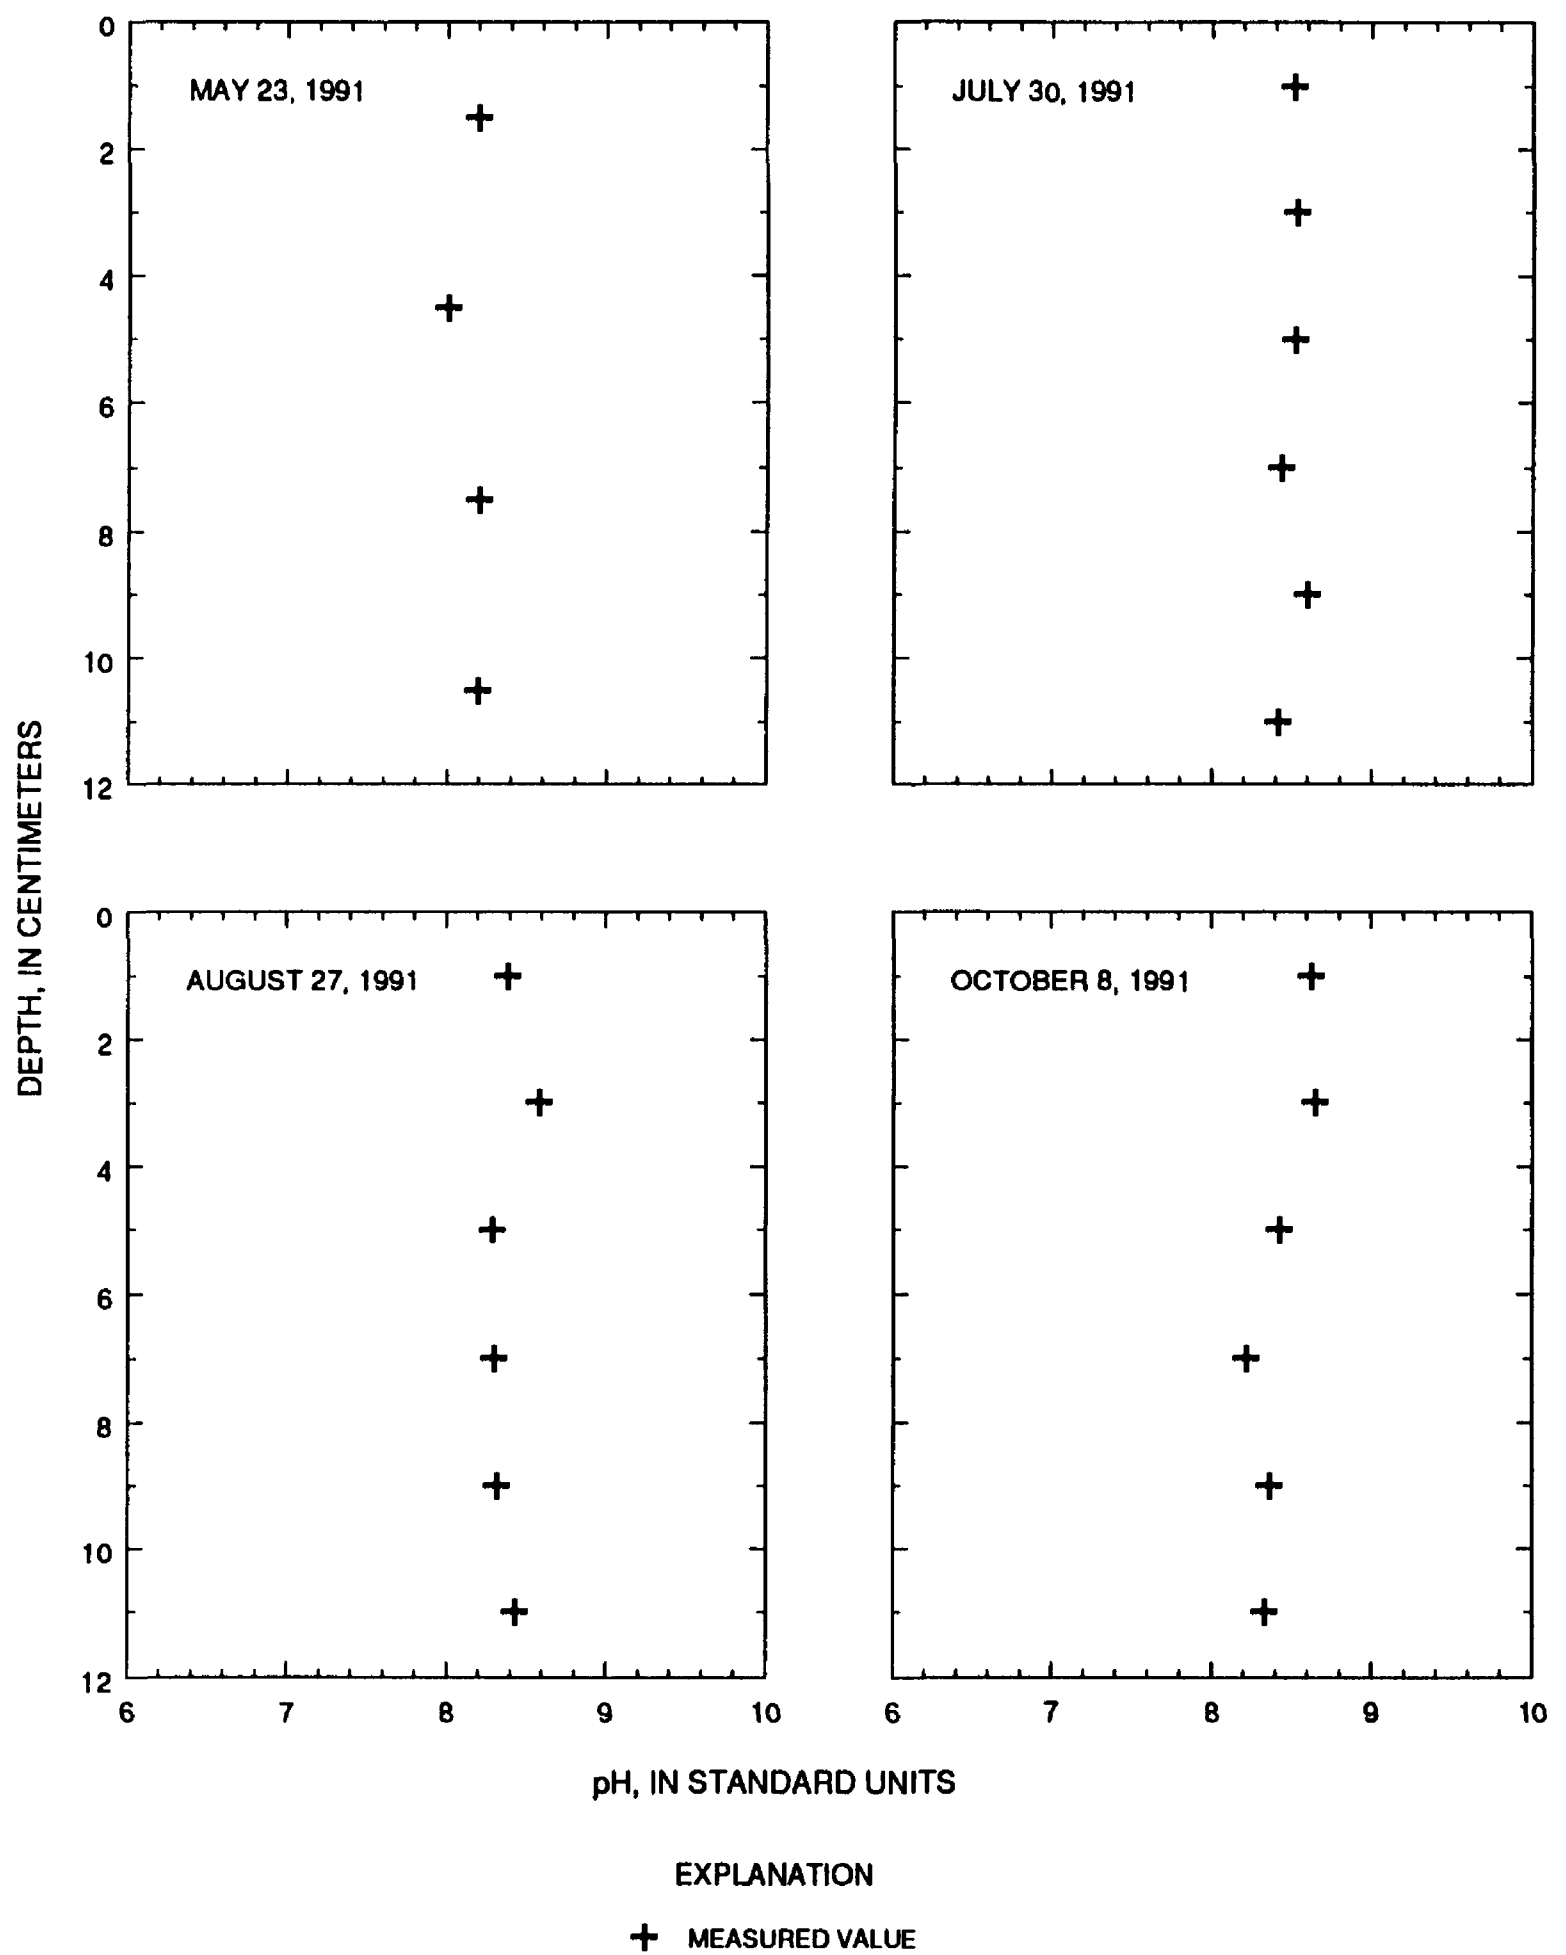 0
2
4
6
8
10
12
MAY 23, 1991
JULY 30, 1991
DEPTH, IN CENTIMETERS
0
2
4
6
8
10
12
AUGUST 27, 1991
OCTOBER 8, 1991
6 7 8 9 10
6 7 8 9 10
pH, IN STANDARD UNITS
EXPLANATION
MEASURED VALUE